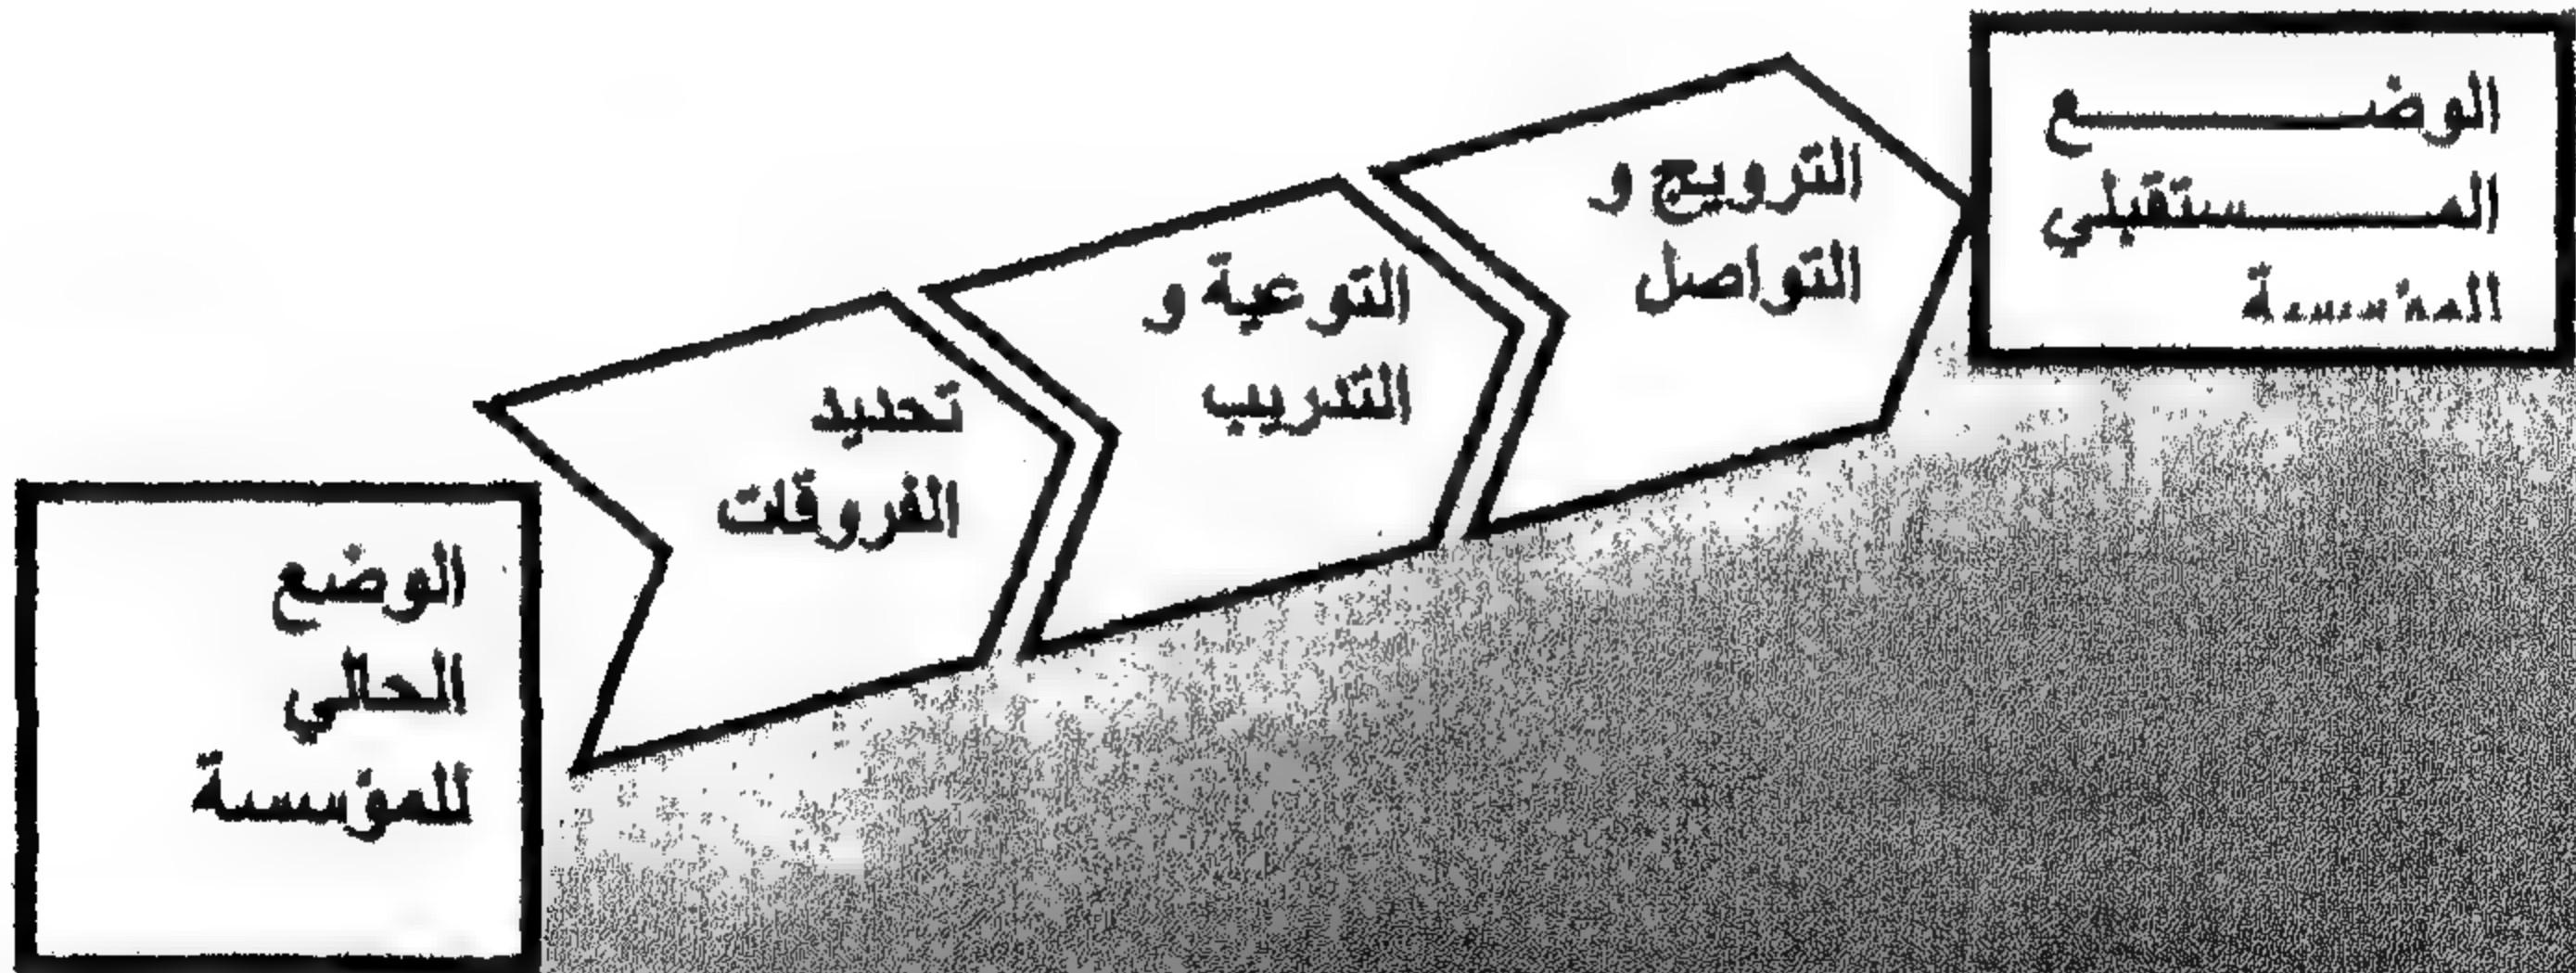 الوضع
الحالي
للمؤسسة
تحديد
الفروقات
التوعية و
التدريب
الترويج و
التواصل
الوضع
المستقبلي
المؤسسة